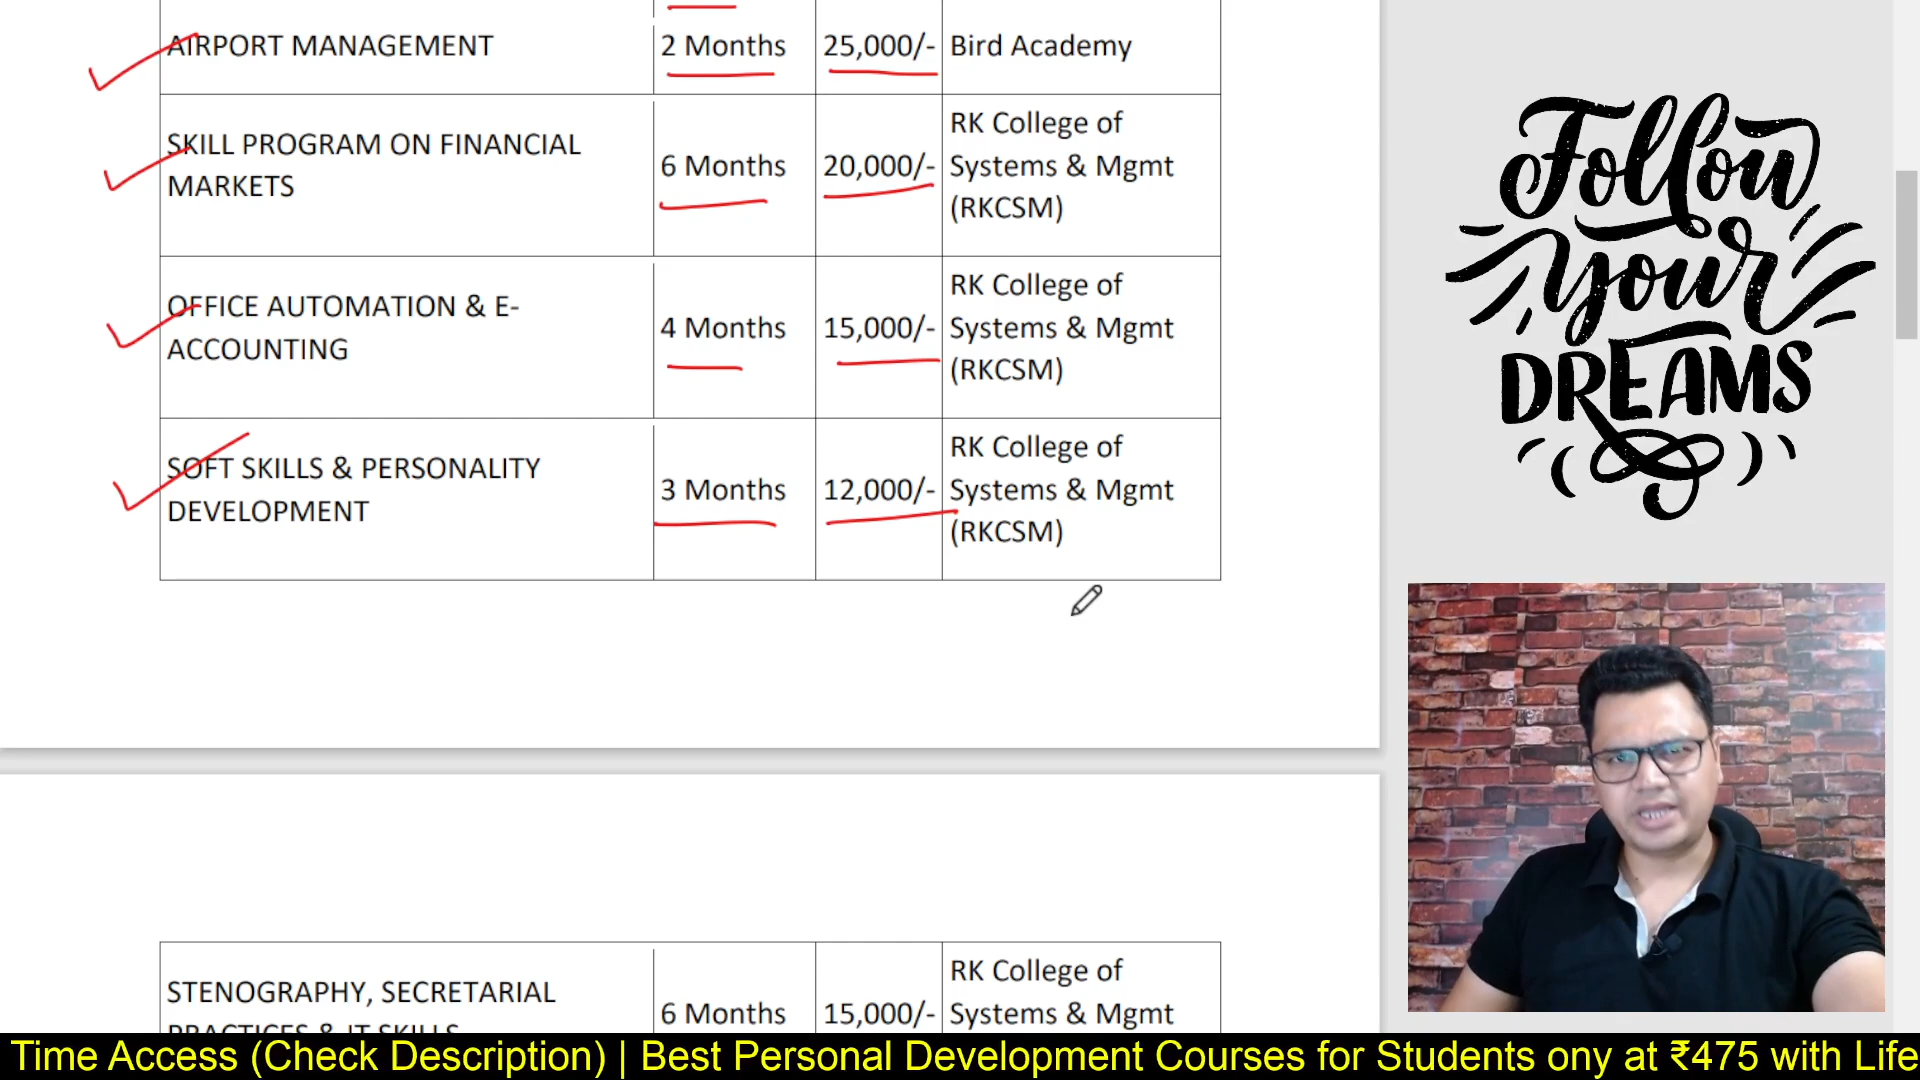 AIRPORT MANAGEMENT 2 Months 25,000/- Bird Academy
SKILL PROGRAM ON FINANCIAL
MARKETS
6 Months
20,000/-
RK College of
Systems & Mgmt
(RKCSM)
OFFICE AUTOMATION & E-
ACCOUNTING
4 Months
15,000/-
RK College of
Systems & Mgmt
(RKCSM)
SOFT SKILLS & PERSONALITY
DEVELOPMENT
3 Months
12,000/-
RK College of
Systems & Mgmt
(RKCSM)
STENOGRAPHY, SECRETARIAL
PRACTICES & IT SKILLS
6 Months
15,000/-
RK College of
Systems & Mgmt
Follow
Your
DREAMS
Time Access (Check Description) | Best Personal Development Courses for Students ony at ₹475 with Life